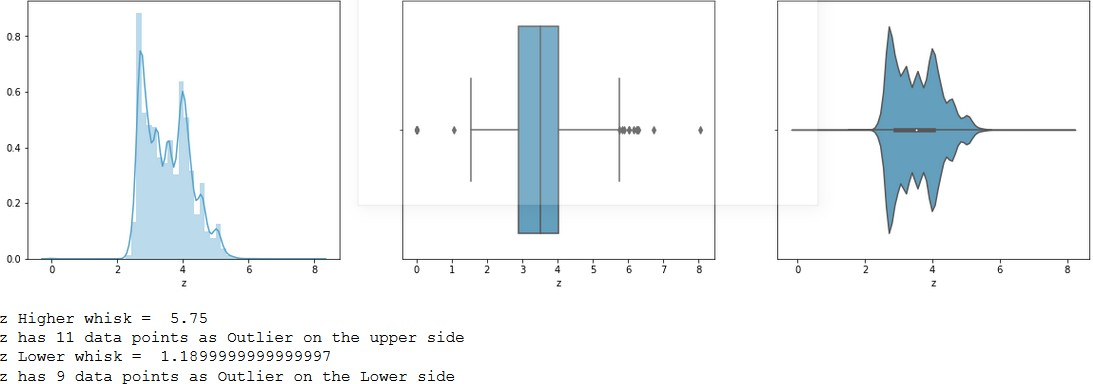 0.8
0.6
0.4
0.2
0.0
0 2 4 6 8
z
0 1 2 3 4 5 6 7 8
z
0 2 4 6 8
z
z Higher whisk =  5.75
z has 11 data points as Outlier on the upper side
z Lower whisk =  1.1899999999999997
z has 9 data points as Outlier on the Lower side